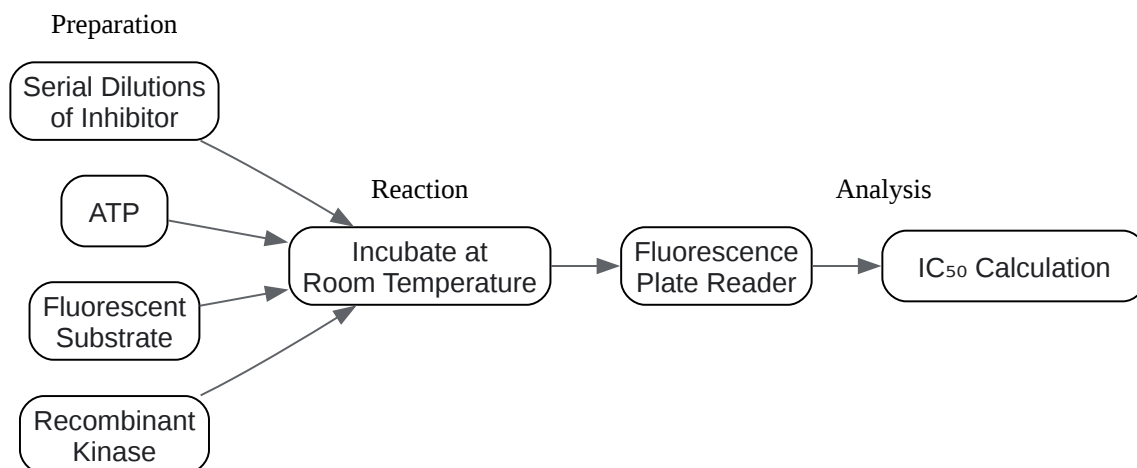 Preparation
Serial Dilutions
of Inhibitor
ATP
Fluorescent
Substrate
Recombinant
Kinase
Reaction
Incubate at
Room Temperature
Analysis
Fluorescence
Plate Reader
IC₅₀ Calculation